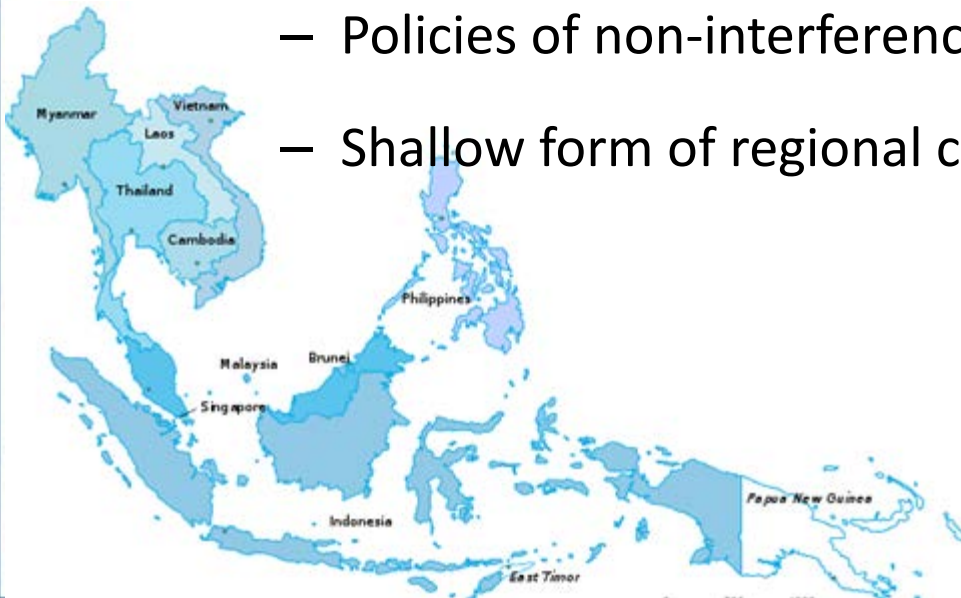 – Policies of non-interferenc
– Shallow form of regional c
Myanmar
Vietnam
Laos
Thailand
Cambodia
Philippines
Malaysia
Brunei
Singapore
Papua New Guinea
Indonesia
East Timor